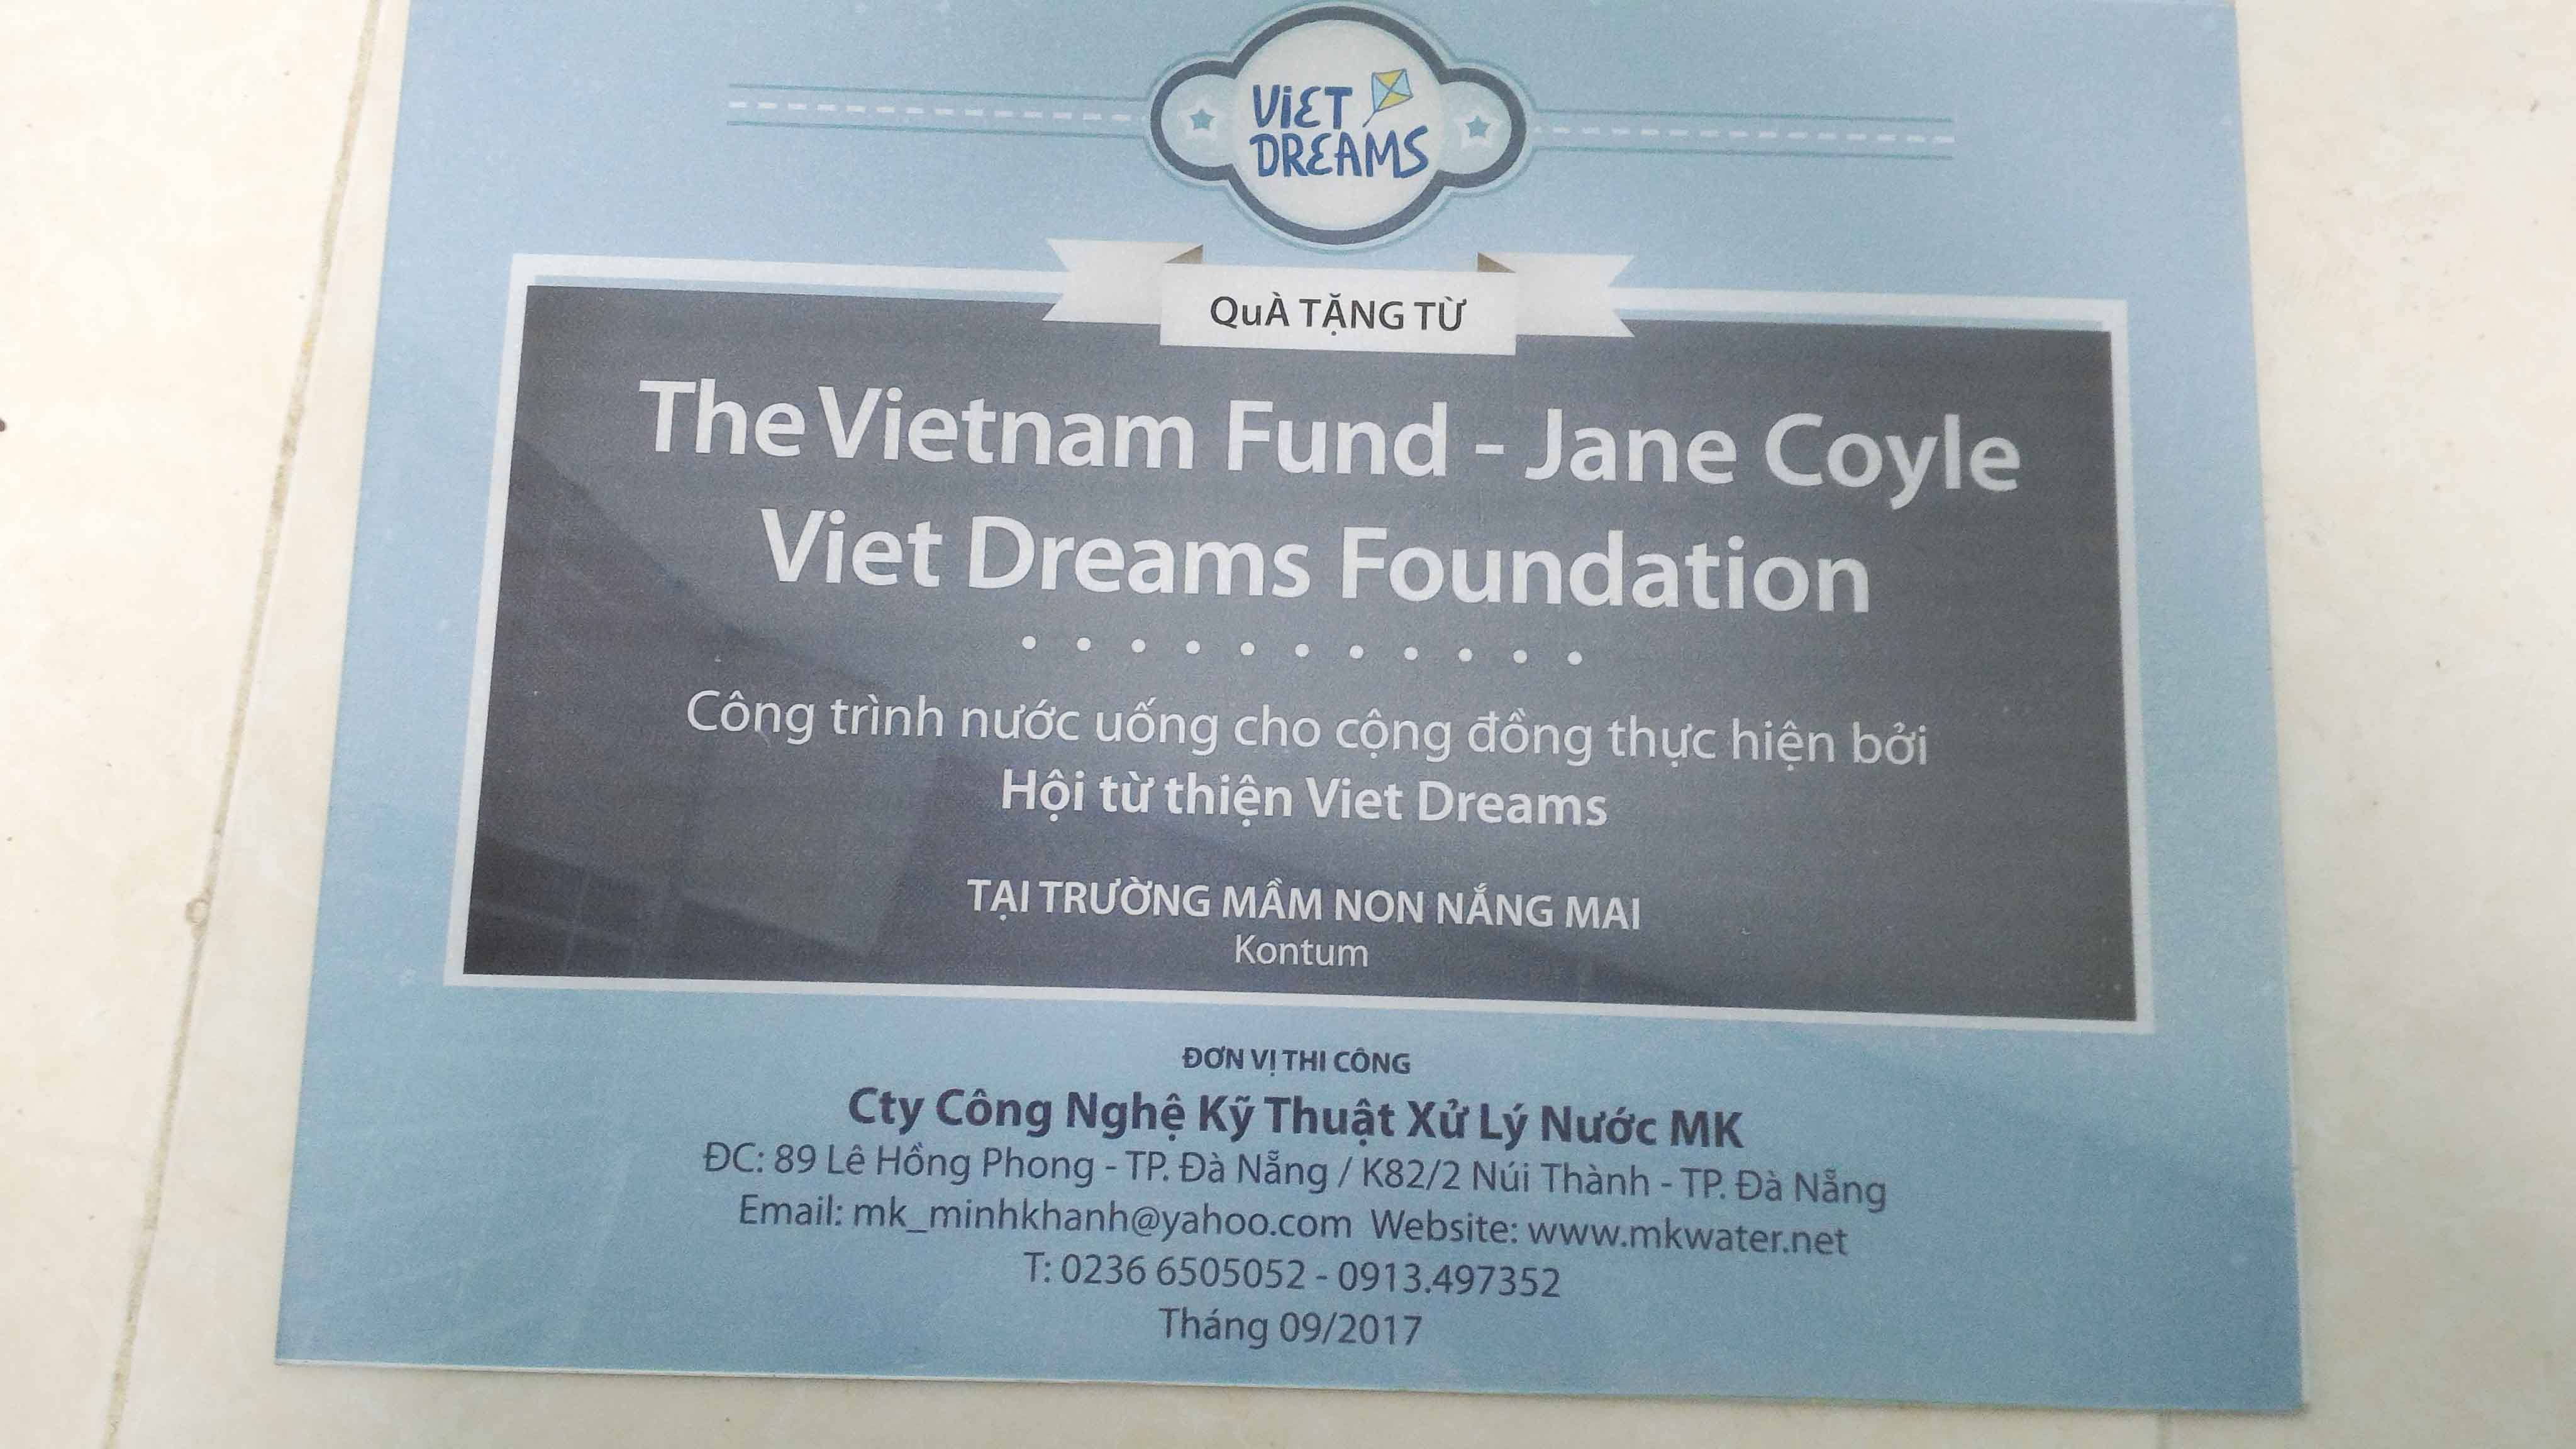 ViET
DREAMS
QuÀ TẶNG TỪ
The Vietnam Fund - Jane Coyle
Viet Dreams Foundation
Công trình nước uống cho cộng đồng thực hiện bởi
Hội từ thiện Viet Dreams
TẠI TRƯỜNG MẦM NON NẮNG MAI
Kontum
ĐƠN VỊ THI CÔNG
Cty Công Nghệ Kỹ Thuật Xử Lý Nước MK
ĐC: 89 Lê Hồng Phong - TP. Đà Nẵng / K82/2 Núi Thành - TP. Đà Nẵng
Email: mk_minhkhanh@yahoo.com Website: www.mkwater.net
T: 0236 6505052 - 0913.497352
Tháng 09/2017